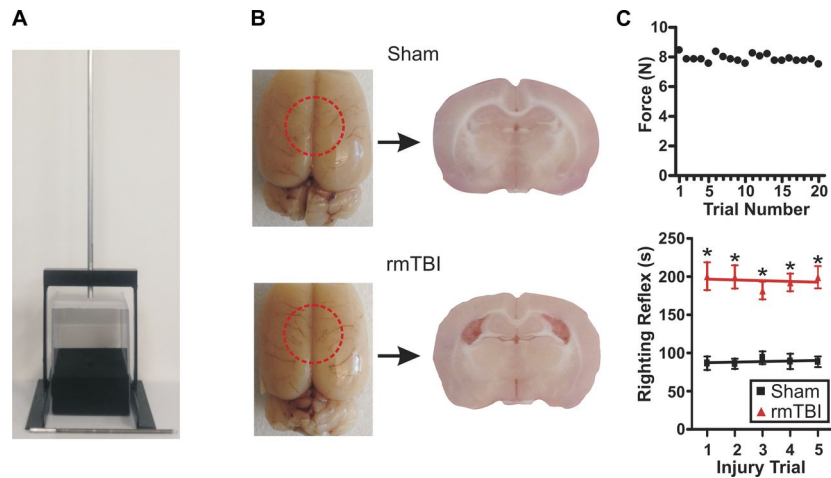 A
B
C
Sham
rmTBI
Force (N)
10
8
6
4
2
0
1
5
10
15
20
Trial Number
Righting Reflex (s)
250
200
150
100
50
0
* * * * *
Sham
rmTBI
1 2 3 4 5
Injury Trial